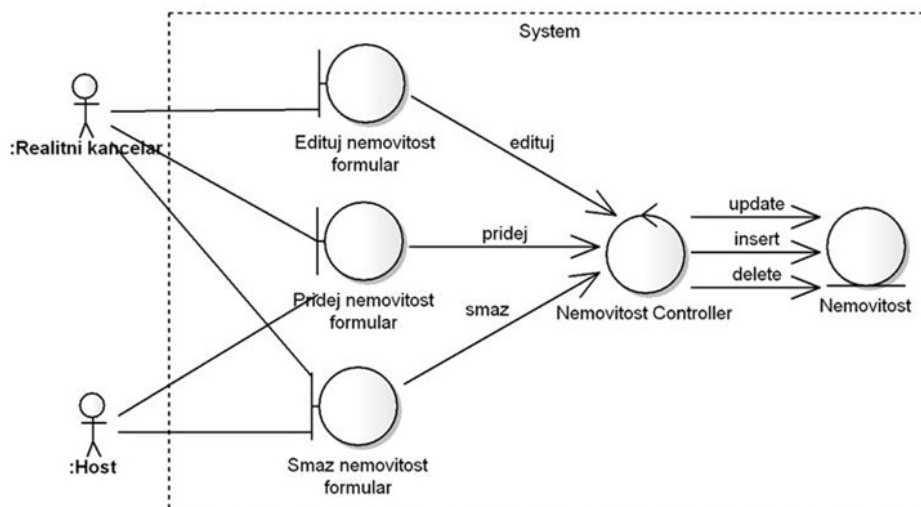 System
:Realitni kancelar
Edituj nemovitost
formular
edituj
Pridej nemovitost
formular
pridej
update
insert
delete
Nemovitost Controller
Nemovitost
smaz
:Host
Smaz nemovitost
formular